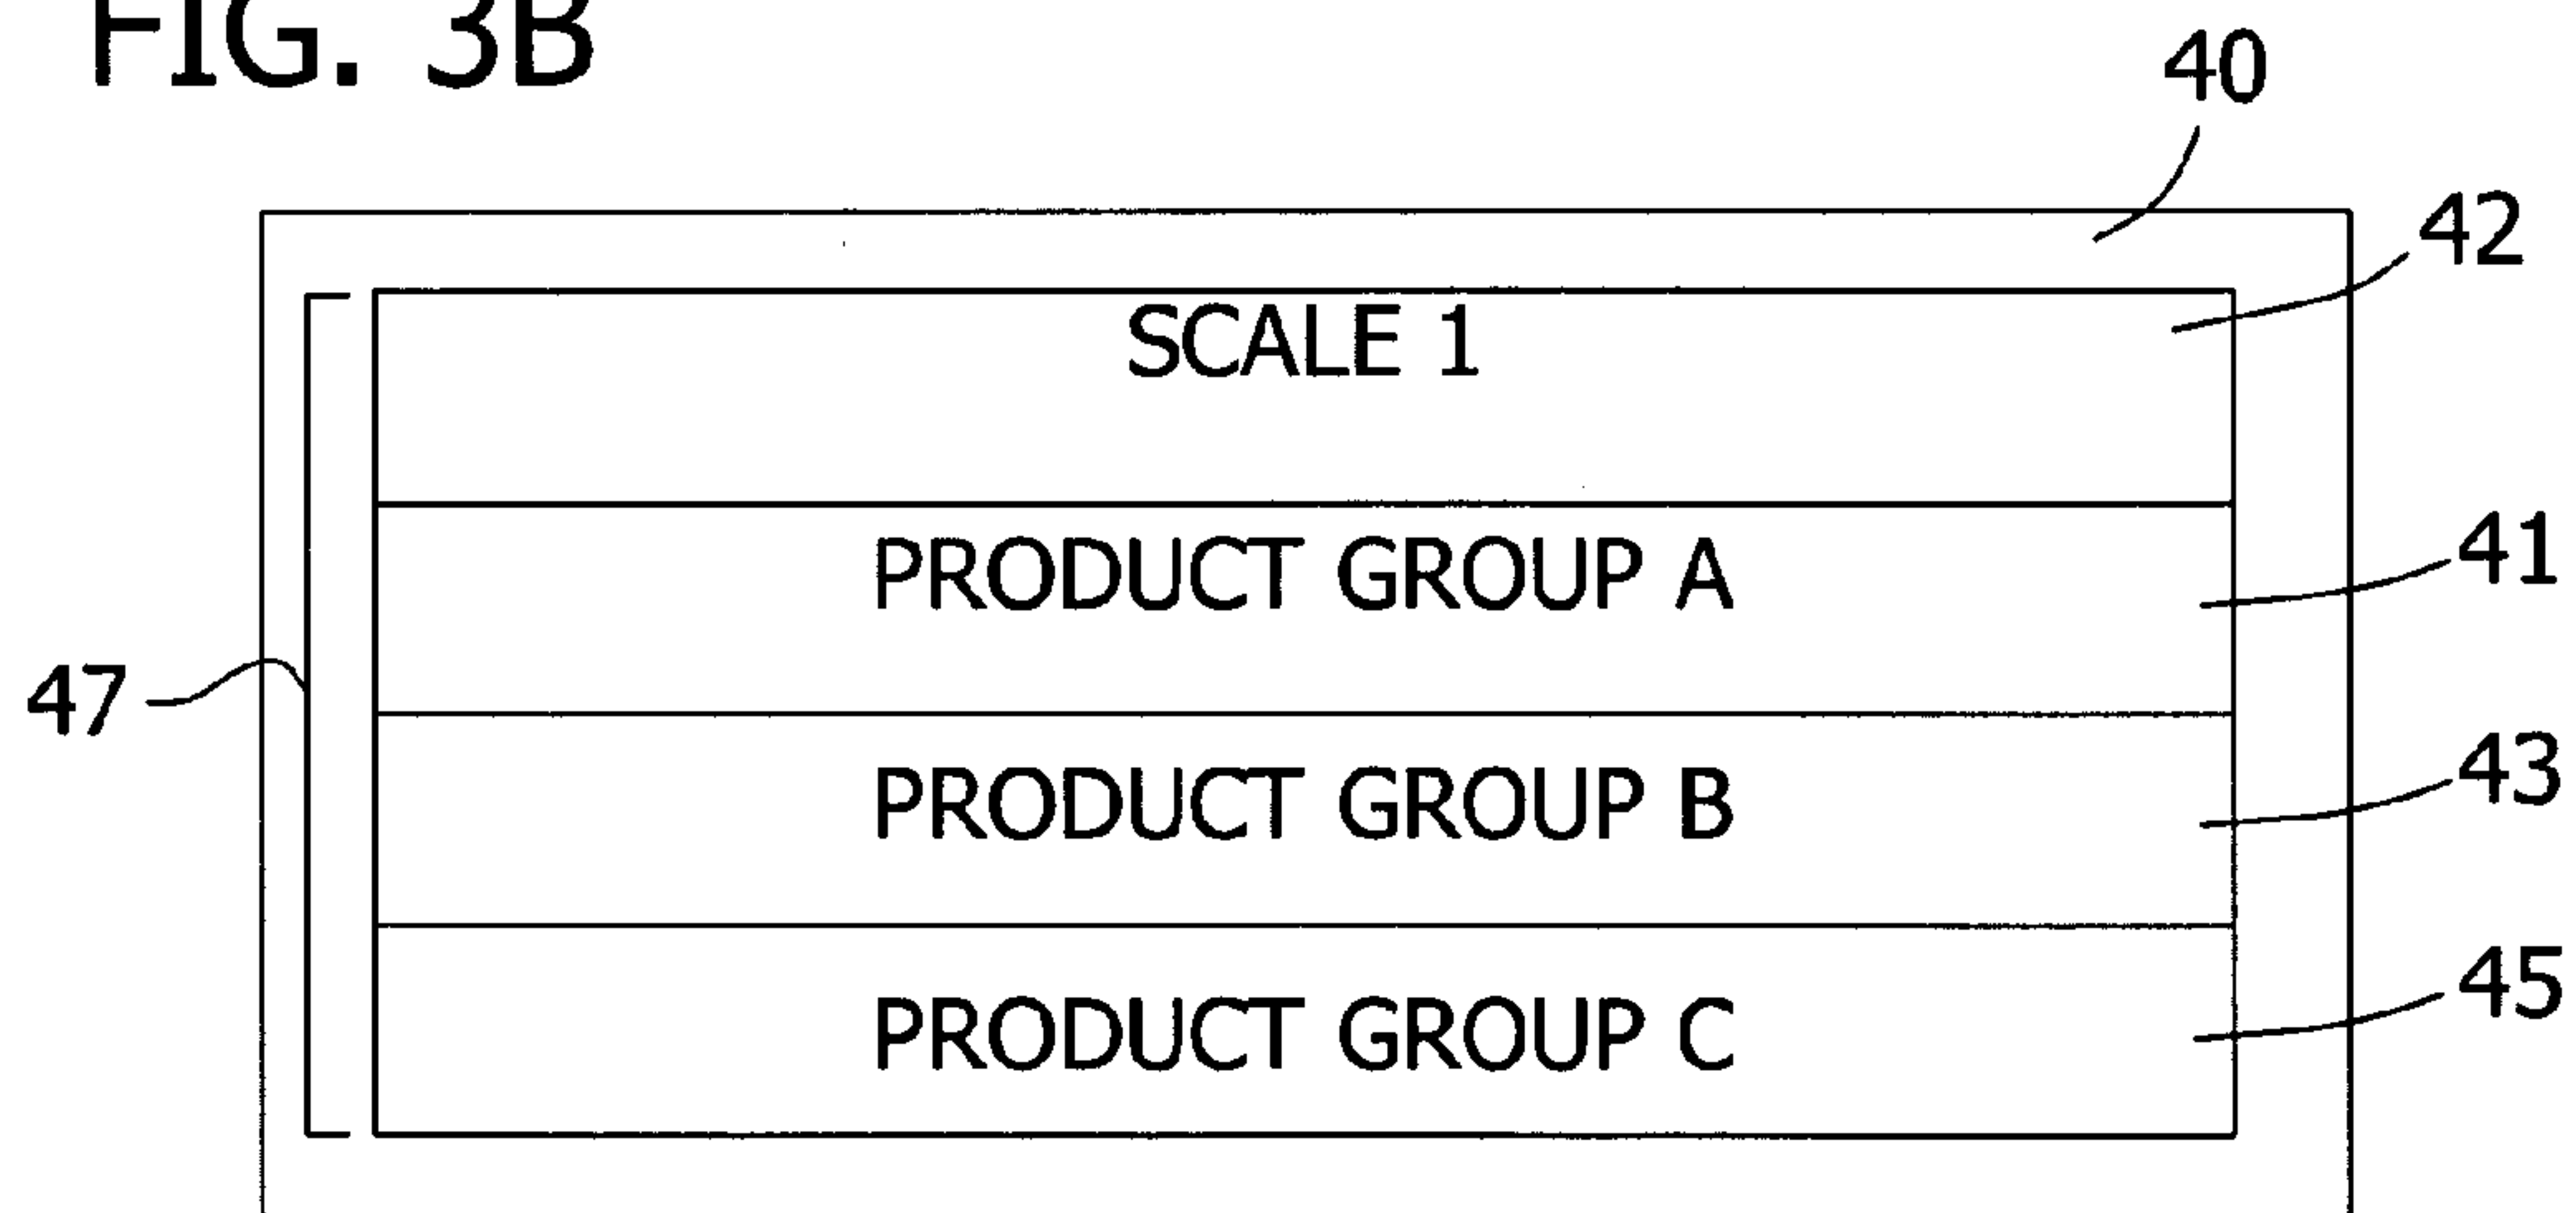 FIG. 3B
40
42
SCALE 1
41
PRODUCT GROUP A
47
43
PRODUCT GROUP B
45
PRODUCT GROUP C